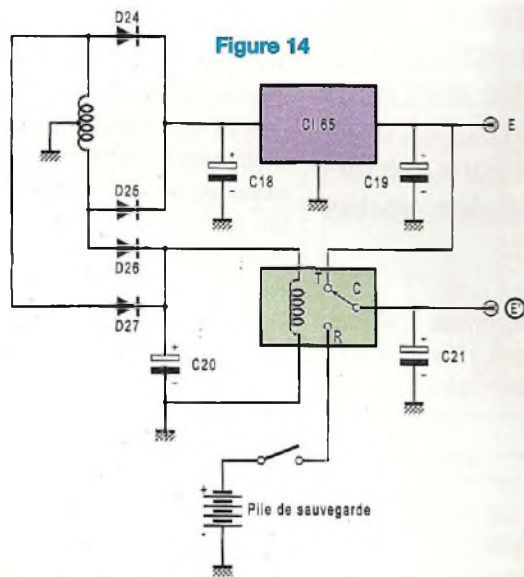 D24
Figure 14
CI 65
E
C18
C19
D25
D26
T
C
E'
D27
R
C20
C21
Pile de sauvegarde